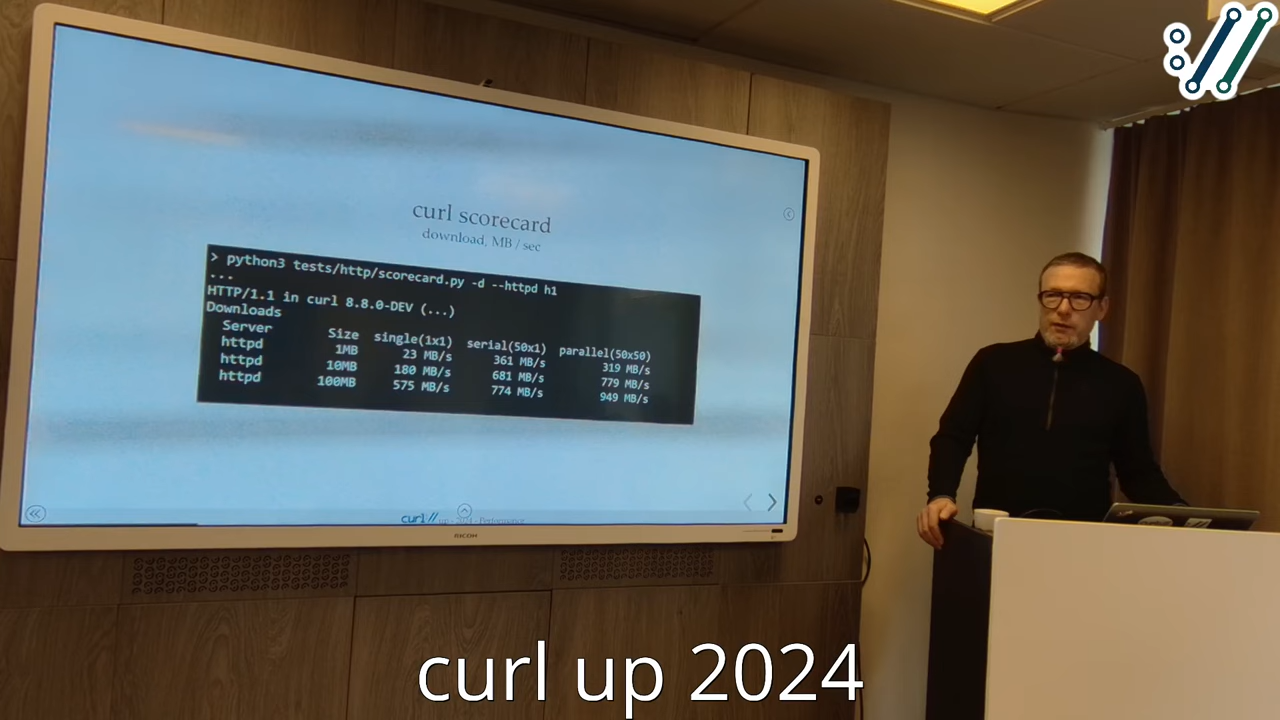 curl scorecard
download, MB / sec
> python3 tests/http/scorecard.py -d --httpd h1
...
HTTP/1.1 in curl 8.8.0-DEV (...)
Downloads
Server Size single(1x1) serial(50x1) parallel(50x50)
httpd 1MB 23 MB/s 361 MB/s 319 MB/s
httpd 10MB 180 MB/s 681 MB/s 779 MB/s
httpd 100MB 575 MB/s 774 MB/s 949 MB/s
curl:// up - 2024 - Performance
RICOH
curl up 2024